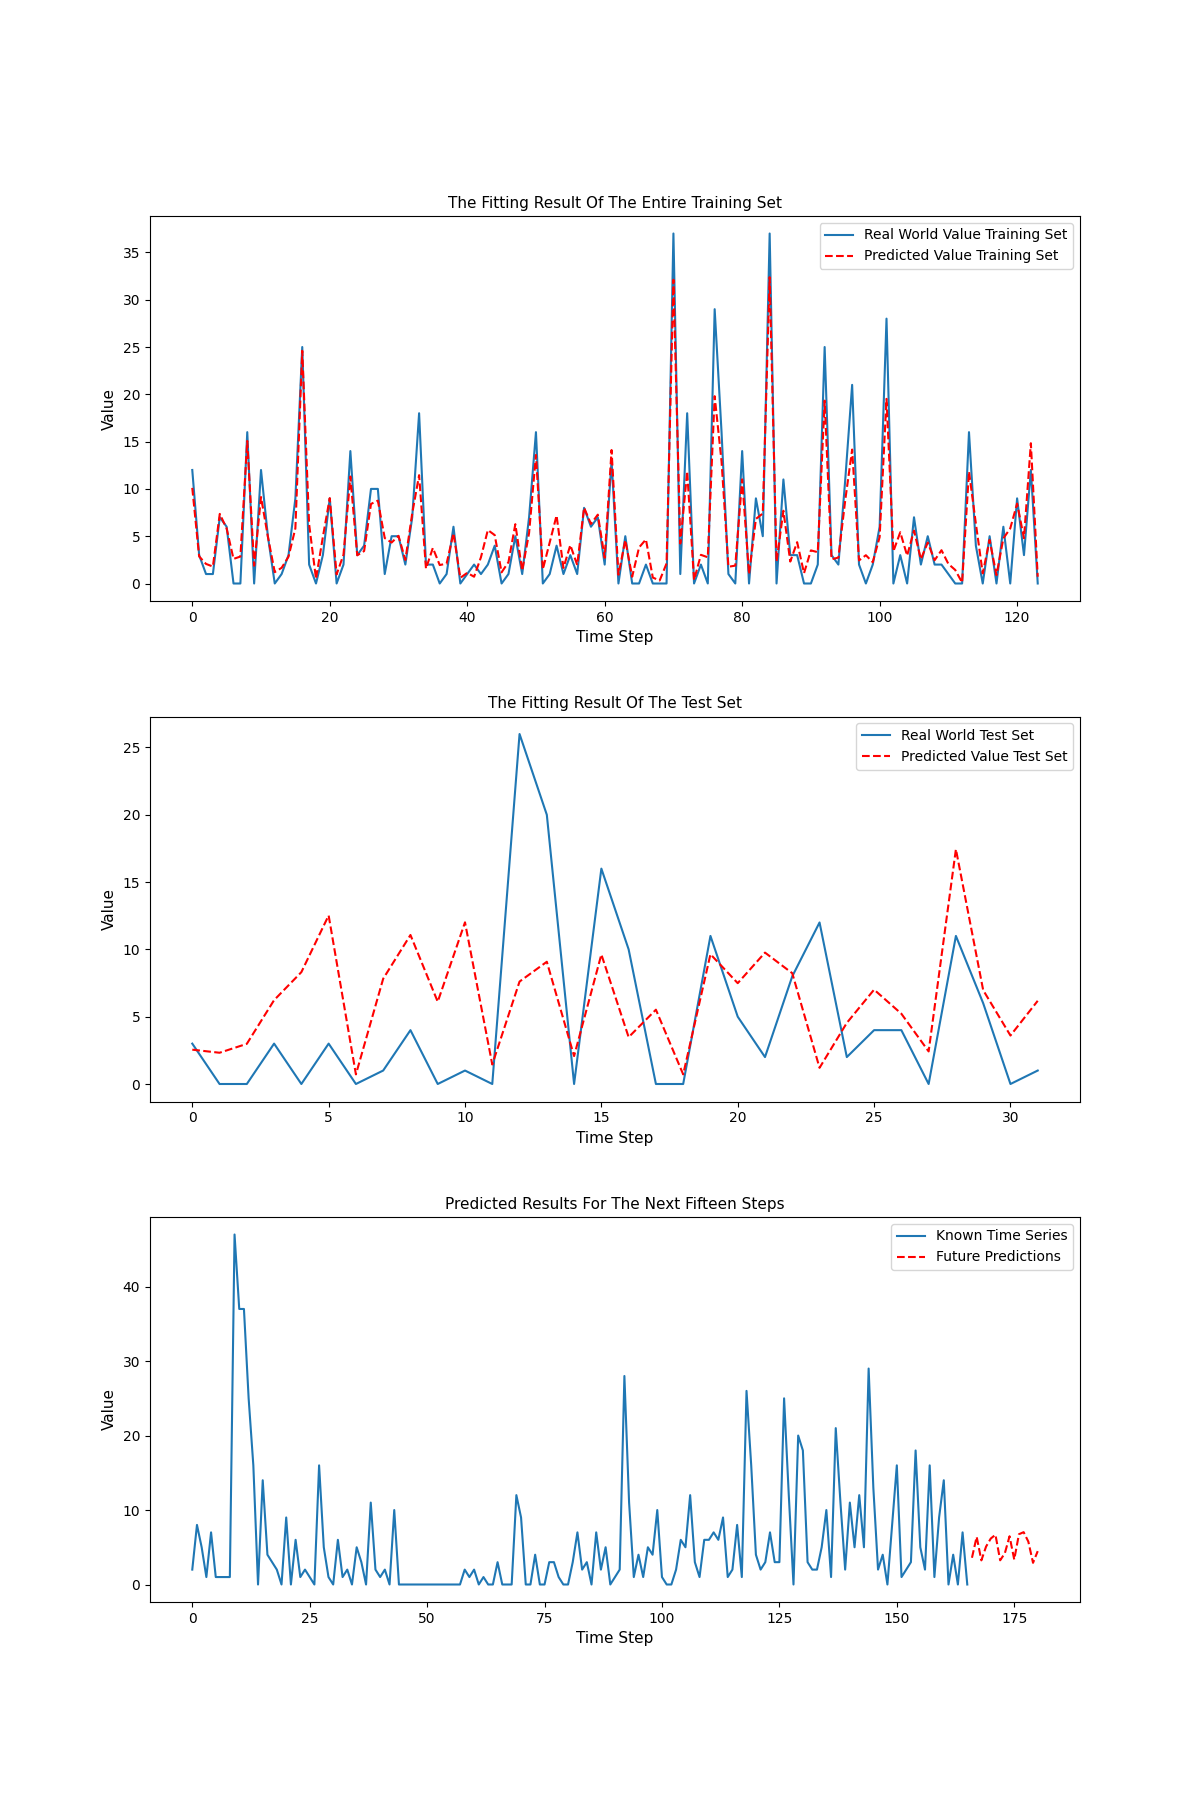 The Fitting Result Of The Entire Training Set
Real World Value Training Set
Predicted Value Training Set
Value
35
30
25
20
15
10
5
0
0 20 40 60 80 100 120
Time Step
The Fitting Result Of The Test Set
Real World Test Set
Predicted Value Test Set
Value
25
20
15
10
5
0
0 5 10 15 20 25 30
Time Step
Predicted Results For The Next Fifteen Steps
Known Time Series
Future Predictions
Value
40
30
20
10
0
0 25 50 75 100 125 150 175
Time Step